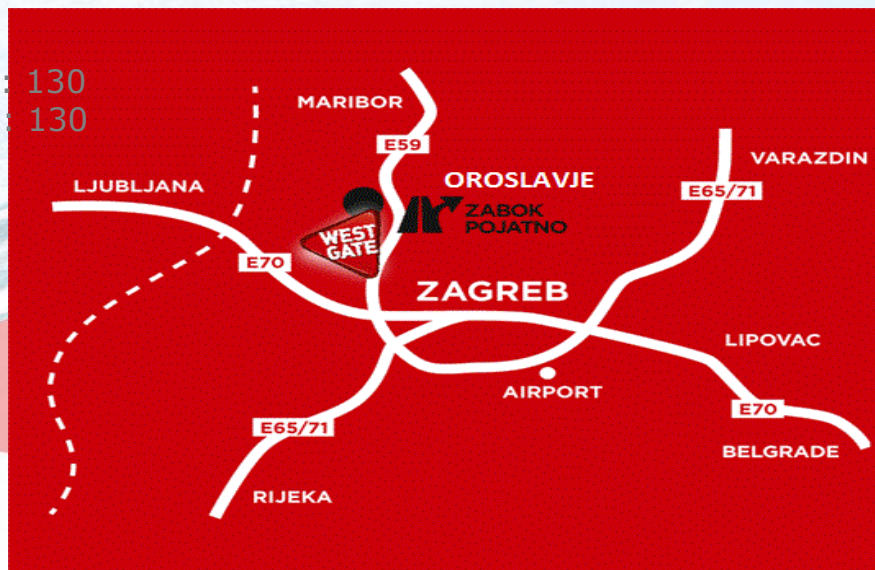 : 130
: 130
MARIBOR
E59
VARAZDIN
LJUBLJANA
OROSLAVJE
E65/71
ZABOK
POJATNO
WEST
GATE
E70
ZAGREB
LIPOVAC
AIRPORT
E70
E65/71
BELGRADE
RIJEKA